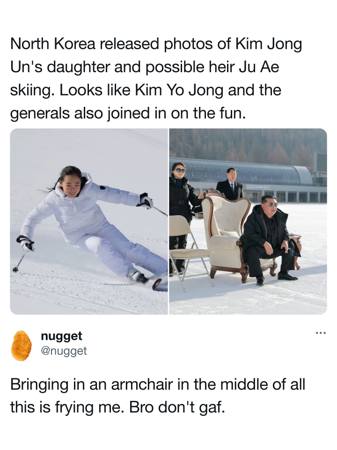 North Korea released photos of Kim Jong
Un's daughter and possible heir Ju Ae
skiing. Looks like Kim Yo Jong and the
generals also joined in on the fun.
nugget
@nugget
Bringing in an armchair in the middle of all
this is frying me. Bro don't gaf.